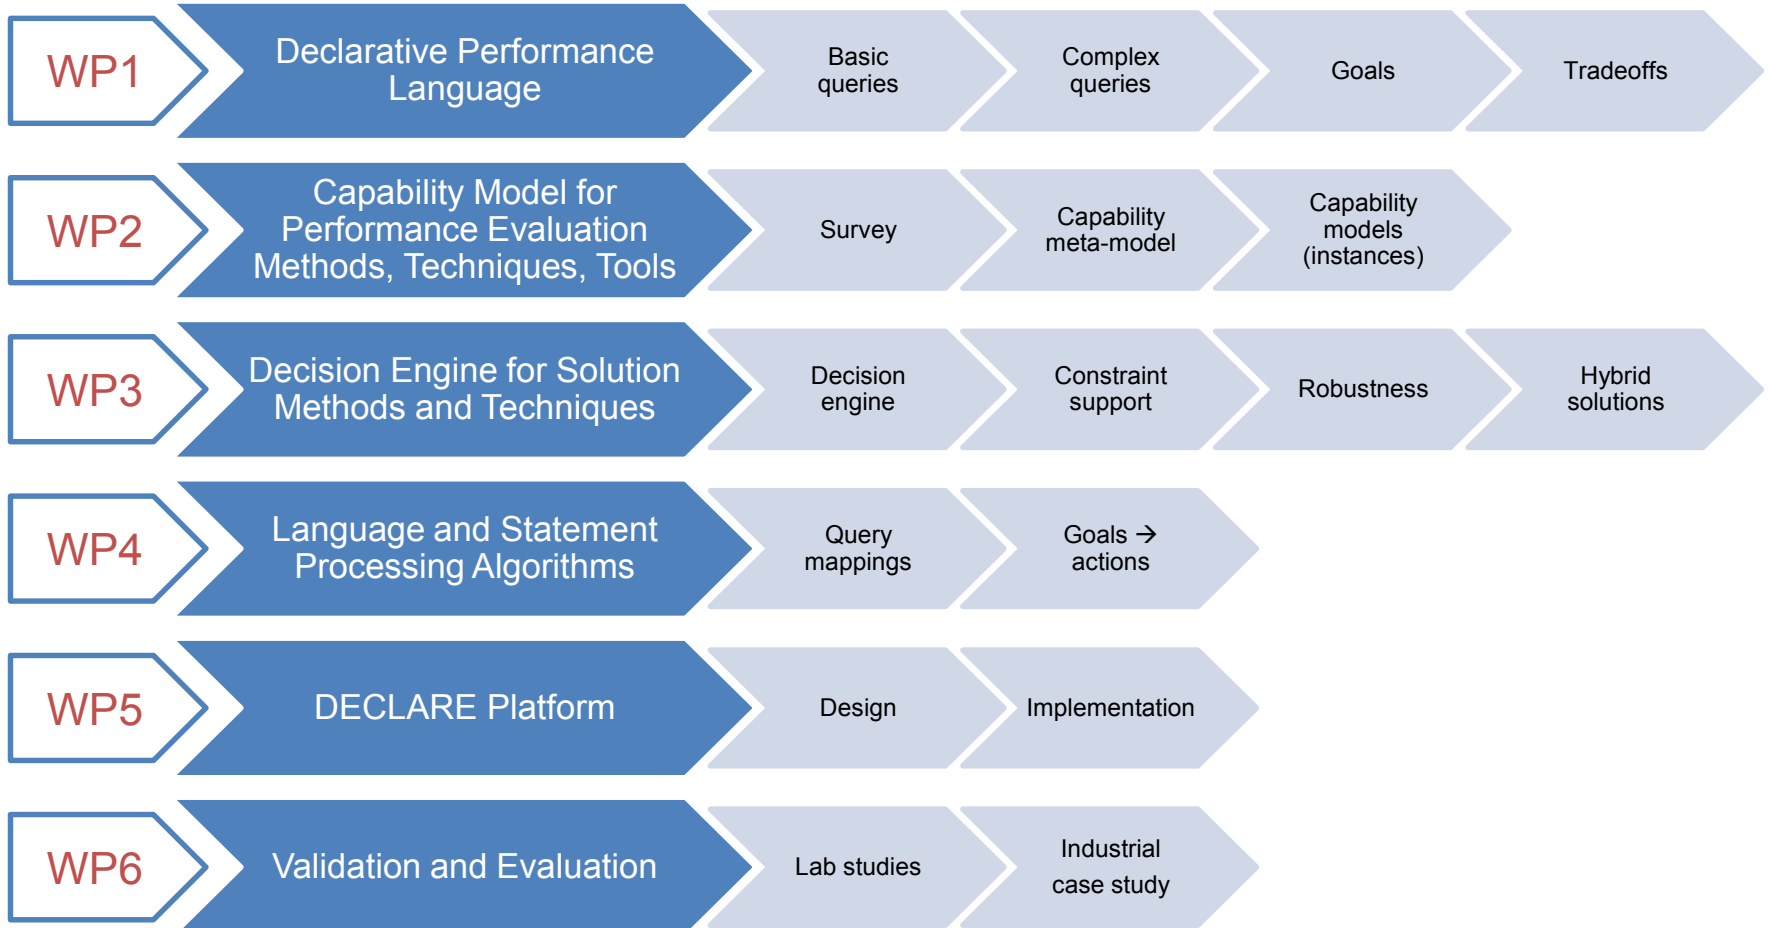 WP1
Declarative Performance
Language
Basic
queries
Complex
queries
Goals
Tradeoffs
WP2
Capability Model for
Performance Evaluation
Methods, Techniques, Tools
Survey
Capability
meta-model
Capability
models
(instances)
WP3
Decision Engine for Solution
Methods and Techniques
Decision
engine
Constraint
support
Robustness
Hybrid
solutions
WP4
Language and Statement
Processing Algorithms
Query
mappings
Goals →
actions
WP5
DECLARE Platform
Design
Implementation
WP6
Validation and Evaluation
Lab studies
Industrial
case study